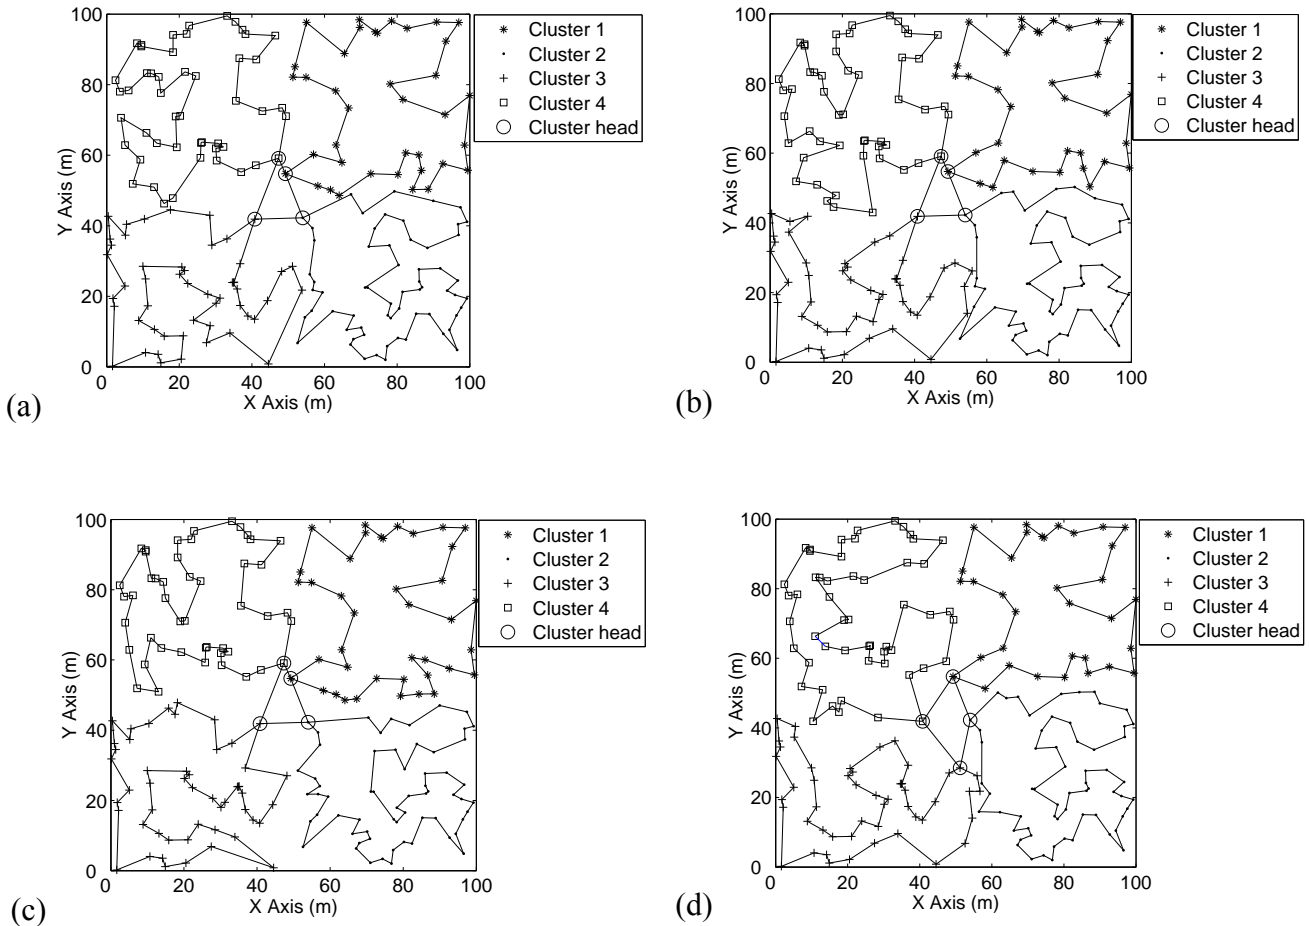 100
80
60
40
20
0
Y Axis (m)
0 20 40 60 80 100
X Axis (m)
Cluster 1
Cluster 2
Cluster 3
Cluster 4
Cluster head
(a)
100
80
60
40
20
0
Y Axis (m)
0 20 40 60 80 100
X Axis (m)
Cluster 1
Cluster 2
Cluster 3
Cluster 4
Cluster head
(b)
100
80
60
40
20
0
Y Axis (m)
0 20 40 60 80 100
X Axis (m)
Cluster 1
Cluster 2
Cluster 3
Cluster 4
Cluster head
(c)
100
80
60
40
20
0
Y Axis (m)
0 20 40 60 80 100
X Axis (m)
Cluster 1
Cluster 2
Cluster 3
Cluster 4
Cluster head
(d)